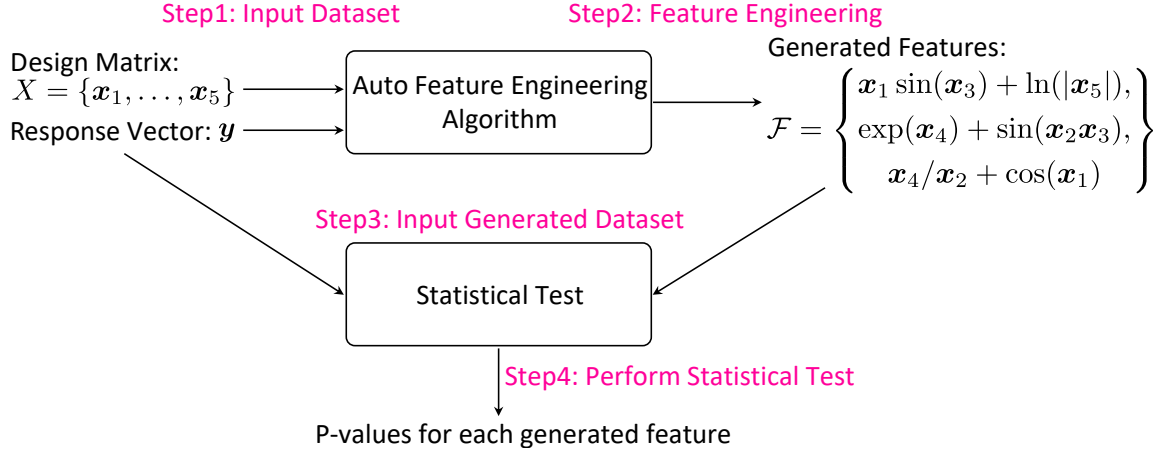 Step1: Input Dataset
Step2: Feature Engineering
Design Matrix:
X = {x₁, . . . , x₅}
Response Vector: y
Auto Feature Engineering
Algorithm
Generated Features:
x₁ sin(x₃) + ln(|x₅|),
F = { exp(x₄) + sin(x₂x₃), }
x₄/x₂ + cos(x₁)
Step3: Input Generated Dataset
Statistical Test
Step4: Perform Statistical Test
P-values for each generated feature